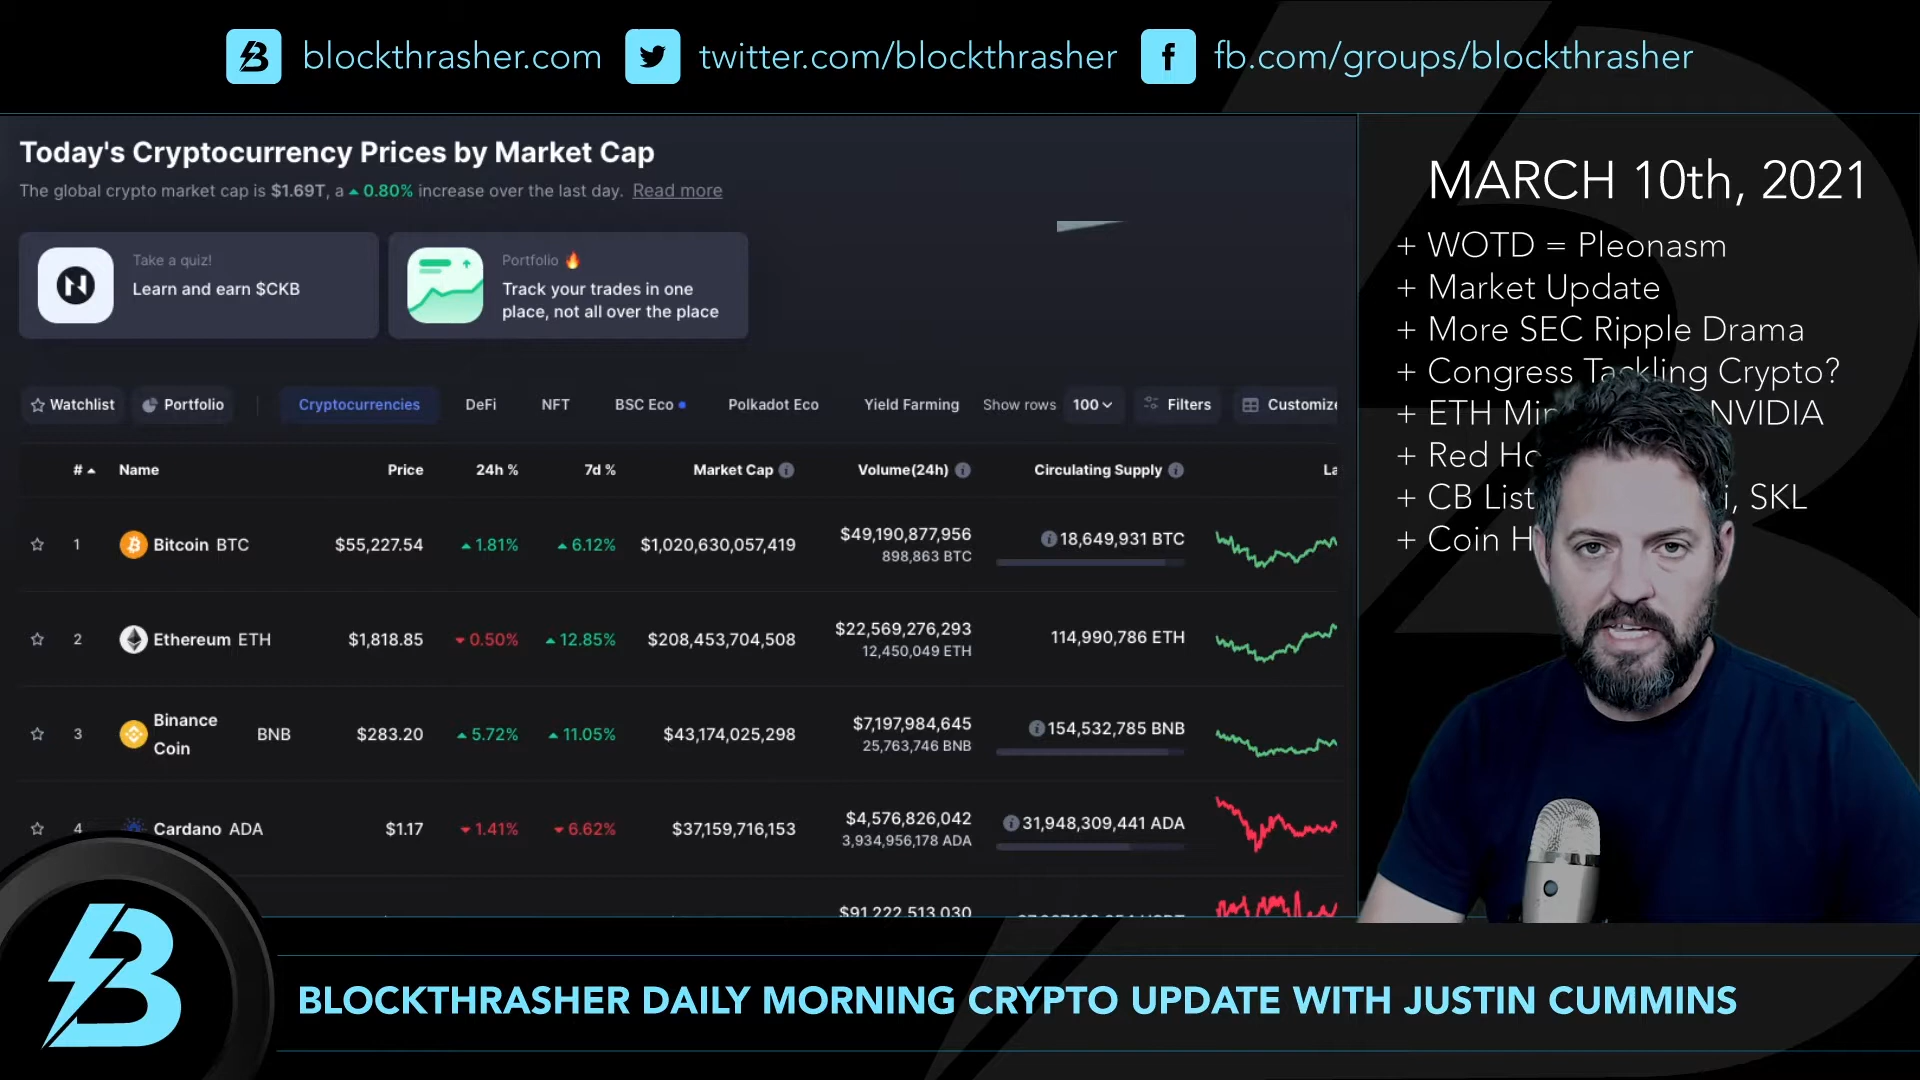 blockthrasher.com twitter.com/blockthrasher fb.com/groups/blockthrasher
Today's Cryptocurrency Prices by Market Cap
The global crypto market cap is $1.69T, a 0.80% increase over the last day. Read more
Take a quiz!
Learn and earn $CKB
Portfolio
Track your trades in one
place, not all over the place
Watchlist Portfolio Cryptocurrencies DeFi NFT BSC Eco Polkadot Eco Yield Farming Show rows 100 Filters Customize
# Name Price 24h % 7d % Market Cap Volume(24h) Circulating Supply La
1 Bitcoin BTC $55,227.54 1.81% 6.12% $1,020,630,057,419 $49,190,877,956 18,649,931 BTC
898,863 BTC
2 Ethereum ETH $1,818.85 0.50% 12.85% $208,453,704,508 $22,569,276,293 114,990,786 ETH
12,450,049 ETH
3 Binance Coin BNB $283.20 5.72% 11.05% $43,174,025,298 $7,197,984,645 154,532,785 BNB
25,763,746 BNB
4 Cardano ADA $1.17 1.41% 6.62% $37,159,716,153 $4,576,826,042 31,948,309,441 ADA
3,934,956,178 ADA
$91,222,513,030
MARCH 10th, 2021
+ WOTD = Pleonasm
+ Market Update
+ More SEC Ripple Drama
+ Congress Tackling Crypto?
+ ETH Min NVIDIA
+ Red Ho
+ CB List i, SKL
+ Coin H
BLOCKTHRASHER DAILY MORNING CRYPTO UPDATE WITH JUSTIN CUMMINS